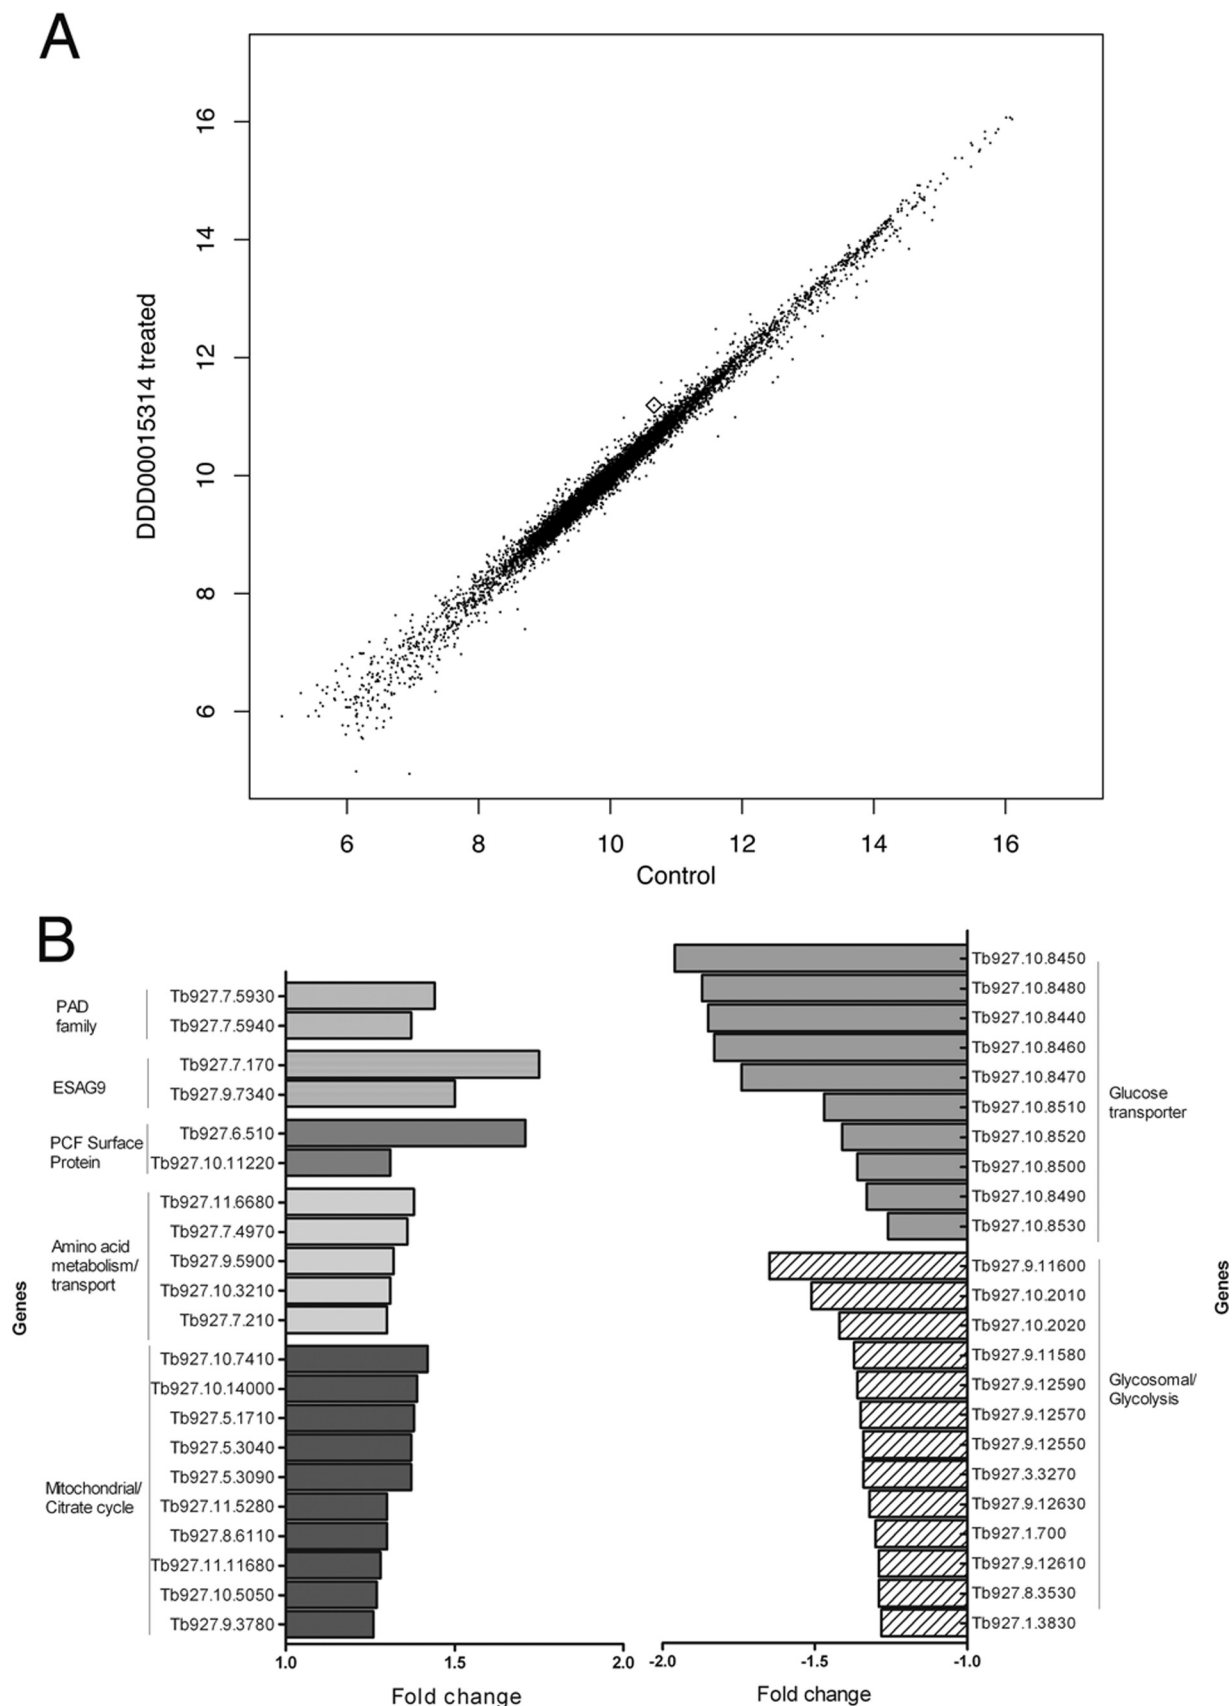 A
16
14
12
10
8
6
DDD00015314 treated
6 8 10 12 14 16
Control
B
PAD
family
Tb927.7.5930
Tb927.7.5940
ESAG9
Tb927.7.170
Tb927.9.7340
PCF Surface
Protein
Tb927.6.510
Tb927.10.11220
Amino acid
metabolism/
transport
Tb927.11.6680
Tb927.7.4970
Tb927.9.5900
Tb927.10.3210
Tb927.7.210
Genes
Mitochondrial/
Citrate cycle
Tb927.10.7410
Tb927.10.14000
Tb927.5.1710
Tb927.5.3040
Tb927.5.3090
Tb927.11.5280
Tb927.8.6110
Tb927.11.11680
Tb927.10.5050
Tb927.9.3780
1.0 1.5 2.0
Fold change
Tb927.10.8450
Tb927.10.8480
Tb927.10.8440
Tb927.10.8460
Tb927.10.8470
Tb927.10.8510
Tb927.10.8520
Tb927.10.8500
Tb927.10.8490
Tb927.10.8530
Glucose
transporter
Tb927.9.11600
Tb927.10.2010
Tb927.10.2020
Tb927.9.11580
Tb927.9.12590
Tb927.9.12570
Tb927.9.12550
Tb927.3.3270
Tb927.9.12630
Tb927.1.700
Tb927.9.12610
Tb927.8.3530
Tb927.1.3830
Glycosomal/
Glycolysis
Genes
-2.0 -1.5 -1.0
Fold change